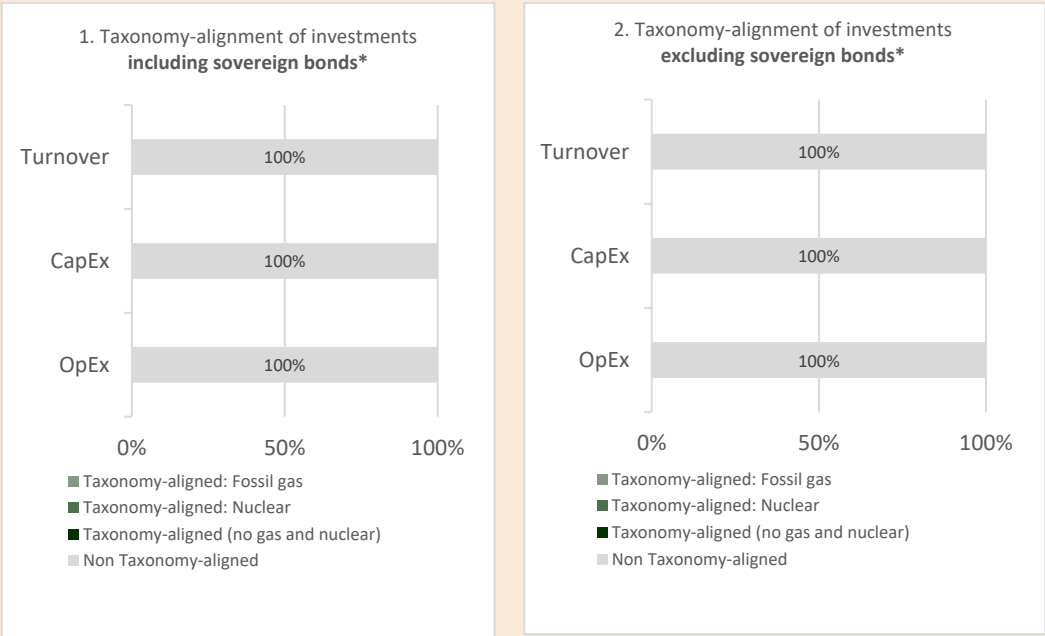 1. Taxonomy-alignment of investments
including sovereign bonds*
Turnover
100%
CapEx
100%
OpEx
100%
0%
50%
100%
Taxonomy-aligned: Fossil gas
Taxonomy-aligned: Nuclear
Taxonomy-aligned (no gas and nuclear)
Non Taxonomy-aligned
2. Taxonomy-alignment of investments
excluding sovereign bonds*
Turnover
100%
CapEx
100%
OpEx
100%
0%
50%
100%
Taxonomy-aligned: Fossil gas
Taxonomy-aligned: Nuclear
Taxonomy-aligned (no gas and nuclear)
Non Taxonomy-aligned